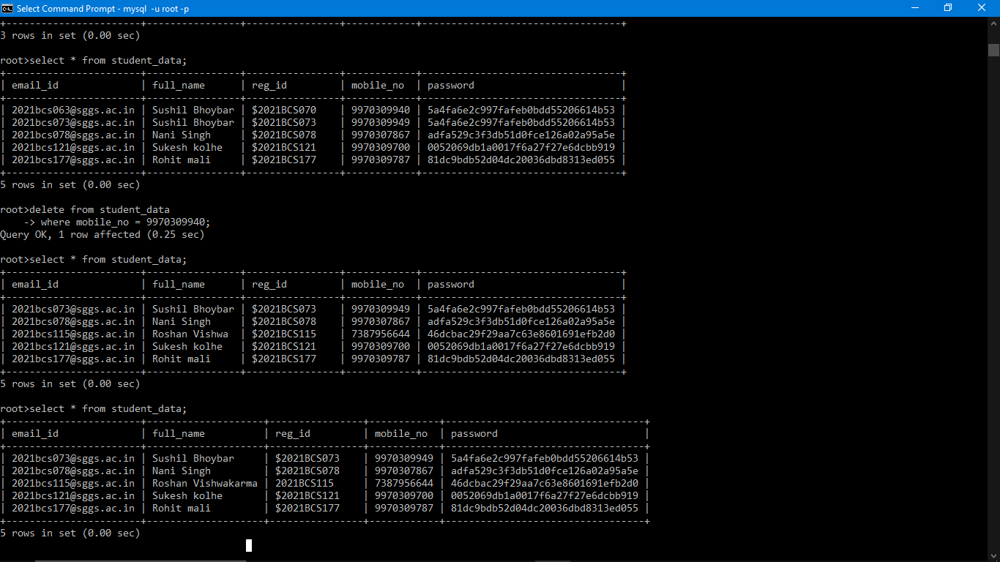 Select Command Prompt - mysql  -u root -p
+-----------------------+----------------+-----------------+------------+----------------------------------+
3 rows in set (0.00 sec)

root>select * from student_data;
+-----------------------+----------------+-----------------+------------+----------------------------------+
| email_id              | full_name      | reg_id          | mobile_no  | password                         |
+-----------------------+----------------+-----------------+------------+----------------------------------+
| 2021bcs063@sggs.ac.in | Sushil Bhoybar | $2021BCS070     | 9970309940 | 5a4fa6e2c997fafeb0bdd55206614b53 |
| 2021bcs073@sggs.ac.in | Sushil Bhoybar | $2021BCS073     | 9970309949 | 5a4fa6e2c997fafeb0bdd55206614b53 |
| 2021bcs078@sggs.ac.in | Nani Singh     | $2021BCS078     | 9970307867 | adfa529c3f3db51d0fce126a02a95a5e |
| 2021bcs121@sggs.ac.in | Sukesh kolhe   | $2021BCS121     | 9970309700 | 0052069db1a0017f6a27f27e6dcbb919 |
| 2021bcs177@sggs.ac.in | Rohit mali     | $2021BCS177     | 9970309787 | 81dc9bdb52d04dc20036dbd8313ed055 |
+-----------------------+----------------+-----------------+------------+----------------------------------+
5 rows in set (0.00 sec)

root>delete from student_data
    -> where mobile_no = 9970309940;
Query OK, 1 row affected (0.25 sec)

root>select * from student_data;
+-----------------------+----------------+-----------------+------------+----------------------------------+
| email_id              | full_name      | reg_id          | mobile_no  | password                         |
+-----------------------+----------------+-----------------+------------+----------------------------------+
| 2021bcs073@sggs.ac.in | Sushil Bhoybar | $2021BCS073     | 9970309949 | 5a4fa6e2c997fafeb0bdd55206614b53 |
| 2021bcs078@sggs.ac.in | Nani Singh     | $2021BCS078     | 9970307867 | adfa529c3f3db51d0fce126a02a95a5e |
| 2021bcs115@sggs.ac.in | Roshan Vishwa  | $2021BCS115     | 7387956644 | 46dcbac29f29aa7c63e8601691efb2d0 |
| 2021bcs121@sggs.ac.in | Sukesh kolhe   | $2021BCS121     | 9970309700 | 0052069db1a0017f6a27f27e6dcbb919 |
| 2021bcs177@sggs.ac.in | Rohit mali     | $2021BCS177     | 9970309787 | 81dc9bdb52d04dc20036dbd8313ed055 |
+-----------------------+----------------+-----------------+------------+----------------------------------+
5 rows in set (0.00 sec)

root>select * from student_data;
+-----------------------+--------------------+----------------+------------+----------------------------------+
| email_id              | full_name          | reg_id         | mobile_no  | password                         |
+-----------------------+--------------------+----------------+------------+----------------------------------+
| 2021bcs073@sggs.ac.in | Sushil Bhoybar     | $2021BCS073    | 9970309949 | 5a4fa6e2c997fafeb0bdd55206614b53 |
| 2021bcs078@sggs.ac.in | Nani Singh         | $2021BCS078    | 9970307867 | adfa529c3f3db51d0fce126a02a95a5e |
| 2021bcs115@sggs.ac.in | Roshan Vishwakarma | 2021BCS115     | 7387956644 | 46dcbac29f29aa7c63e8601691efb2d0 |
| 2021bcs121@sggs.ac.in | Sukesh kolhe       | $2021BCS121    | 9970309700 | 0052069db1a0017f6a27f27e6dcbb919 |
| 2021bcs177@sggs.ac.in | Rohit mali         | $2021BCS177    | 9970309787 | 81dc9bdb52d04dc20036dbd8313ed055 |
+-----------------------+--------------------+----------------+------------+----------------------------------+
5 rows in set (0.00 sec)